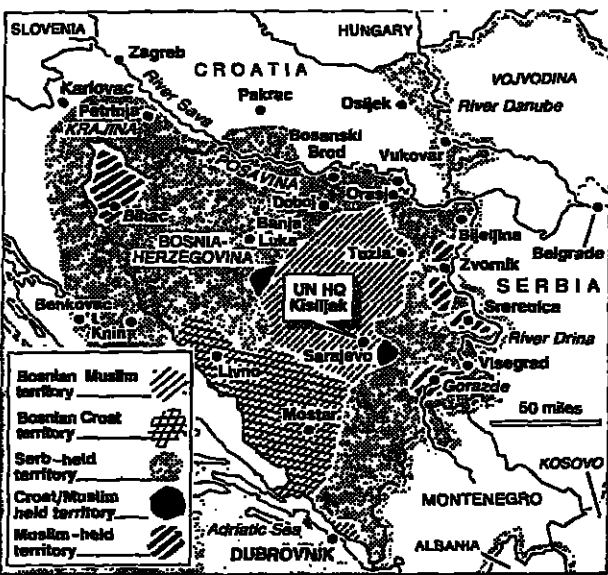 SLOVENIA
HUNGARY
Zagreb
CROATIA
VOJVODINA
River Sava
Karlovac
Pakrac
Osijek
River Danube
Petrinja
KRAJINA
Bosanski
Brod
Vukovar
POSAVINA
Orasje
Doboj
Bihac
Banja
Luka
Bijeljina
BOSNIA-
HERZEGOVINA
Tuzla
Belgrade
Zvornik
UN HQ
Kisiljak
SERBIA
Benkovac
Srebrenica
Knin
River Drina
Sarajevo
Visegrad
Livno
Gorazde
Bosnian Muslim
territory
50 miles
Bosnian Croat
territory
Mostar
Serb-held
territory
KOSOVO
Croat/Muslim
held territory
MONTENEGRO
Adriatic Sea
Muslim-held
territory
DUBROVNIK
ALBANIA